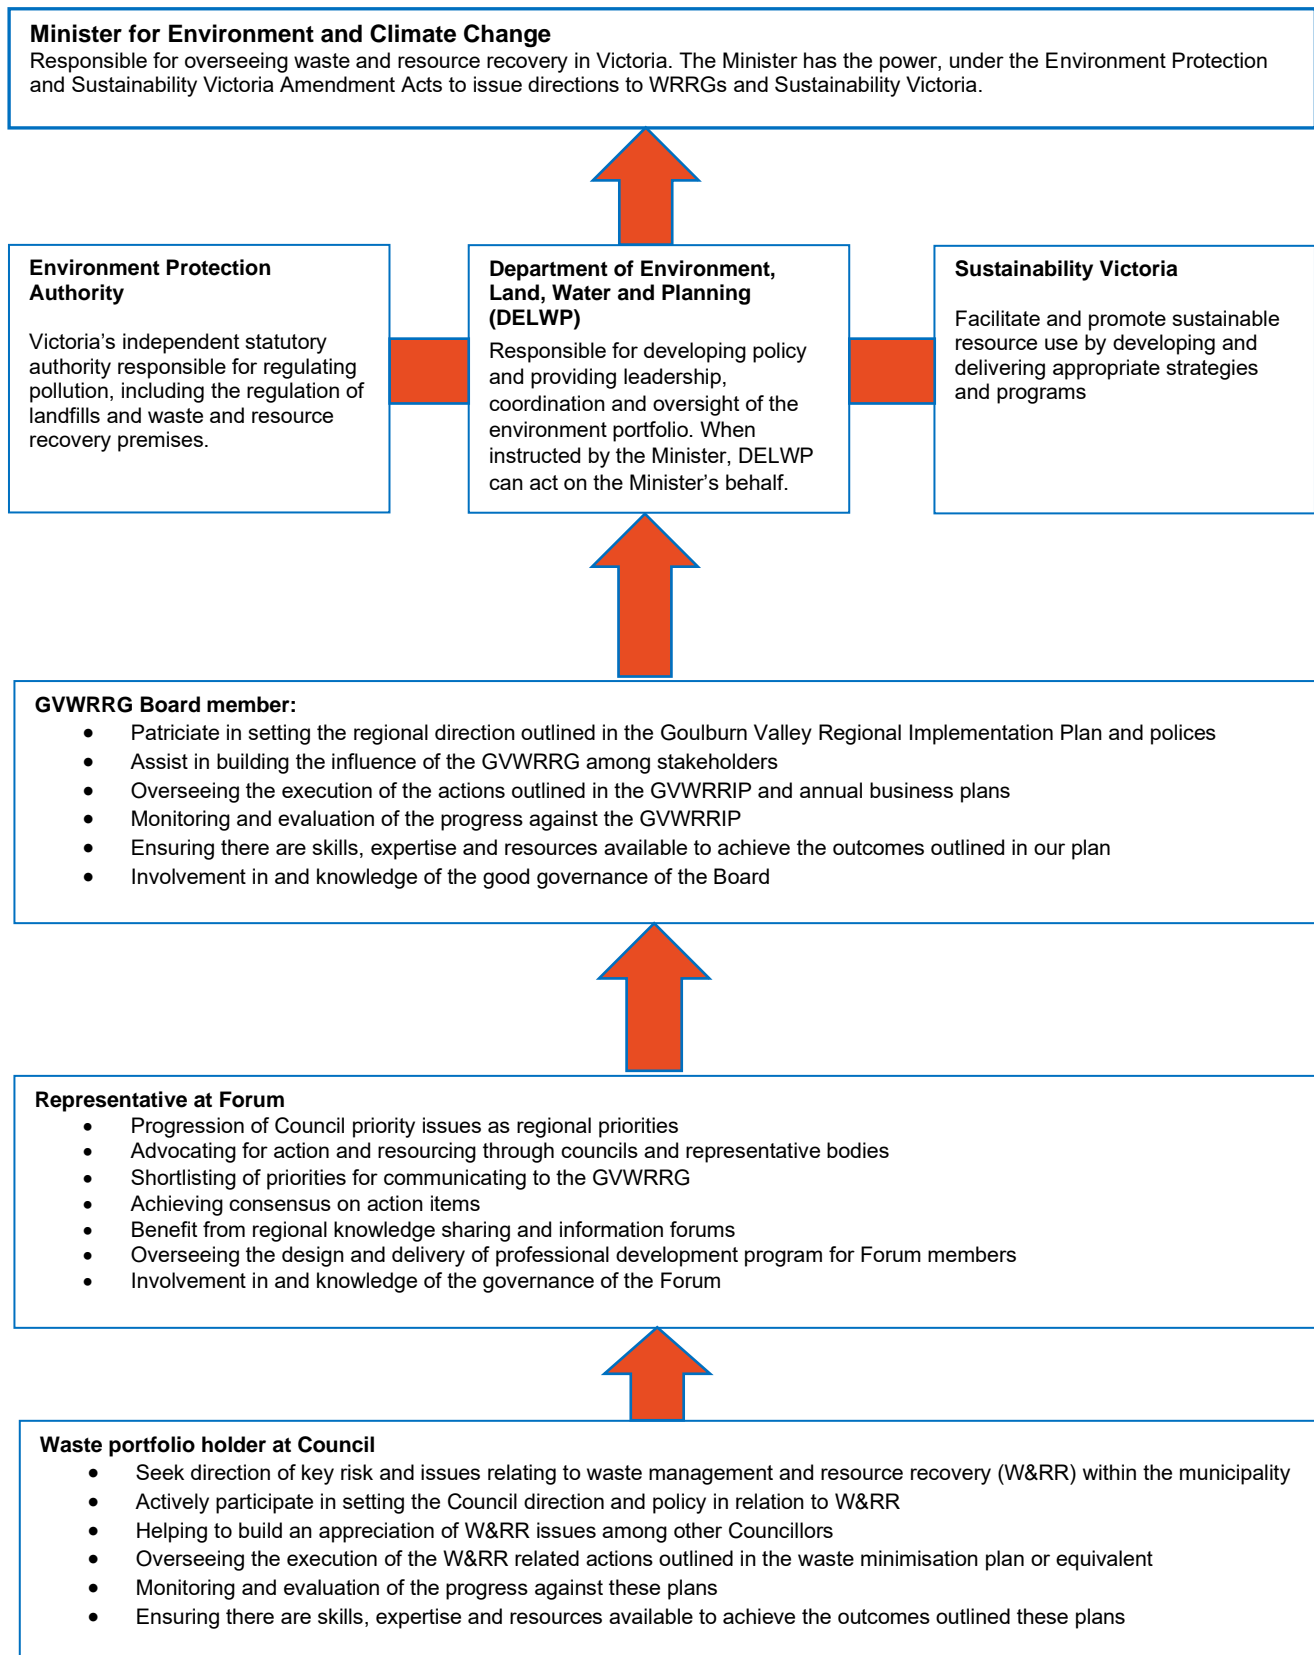 Minister for Environment and Climate Change
Responsible for overseeing waste and resource recovery in Victoria. The Minister has the power, under the Environment Protection
and Sustainability Victoria Amendment Acts to issue directions to WRRGs and Sustainability Victoria.
Environment Protection
Authority
Victoria's independent statutory
authority responsible for regulating
pollution, including the regulation of
landfills and waste and resource
recovery premises.
Department of Environment,
Land, Water and Planning
(DELWP)
Responsible for developing policy
and providing leadership,
coordination and oversight of the
environment portfolio. When
instructed by the Minister, DELWP
can act on the Minister's behalf.
Sustainability Victoria
Facilitate and promote sustainable
resource use by developing and
delivering appropriate strategies
and programs
GVWRRG Board member:
• Patriciate in setting the regional direction outlined in the Goulburn Valley Regional Implementation Plan and polices
• Assist in building the influence of the GVWRRG among stakeholders
• Overseeing the execution of the actions outlined in the GVWRRIP and annual business plans
• Monitoring and evaluation of the progress against the GVWRRIP
• Ensuring there are skills, expertise and resources available to achieve the outcomes outlined in our plan
• Involvement in and knowledge of the good governance of the Board
Representative at Forum
• Progression of Council priority issues as regional priorities
• Advocating for action and resourcing through councils and representative bodies
• Shortlisting of priorities for communicating to the GVWRRG
• Achieving consensus on action items
• Benefit from regional knowledge sharing and information forums
• Overseeing the design and delivery of professional development program for Forum members
• Involvement in and knowledge of the governance of the Forum
Waste portfolio holder at Council
• Seek direction of key risk and issues relating to waste management and resource recovery (W&RR) within the municipality
• Actively participate in setting the Council direction and policy in relation to W&RR
• Helping to build an appreciation of W&RR issues among other Councillors
• Overseeing the execution of the W&RR related actions outlined in the waste minimisation plan or equivalent
• Monitoring and evaluation of the progress against these plans
• Ensuring there are skills, expertise and resources available to achieve the outcomes outlined these plans